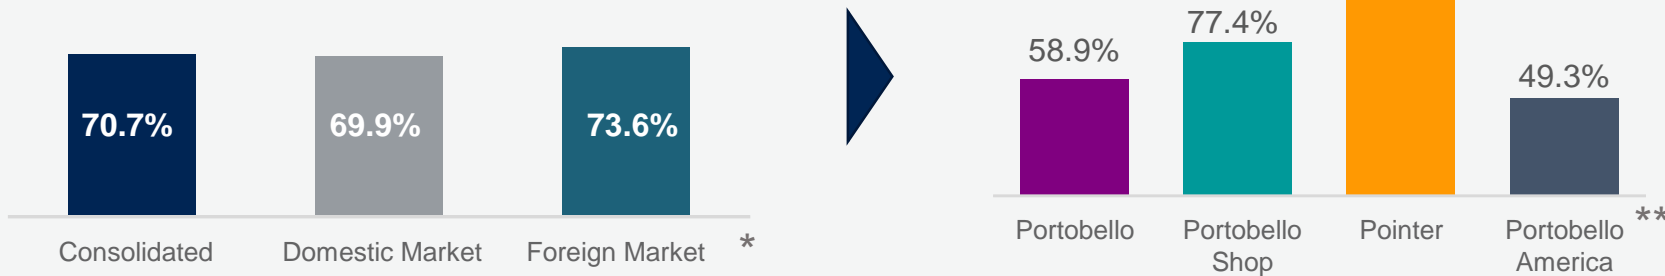 70.7%
69.9%
73.6%
Consolidated
Domestic Market
Foreign Market
*
58.9%
77.4%
49.3%
Portobello
Portobello
Shop
Pointer
Portobello
America
**